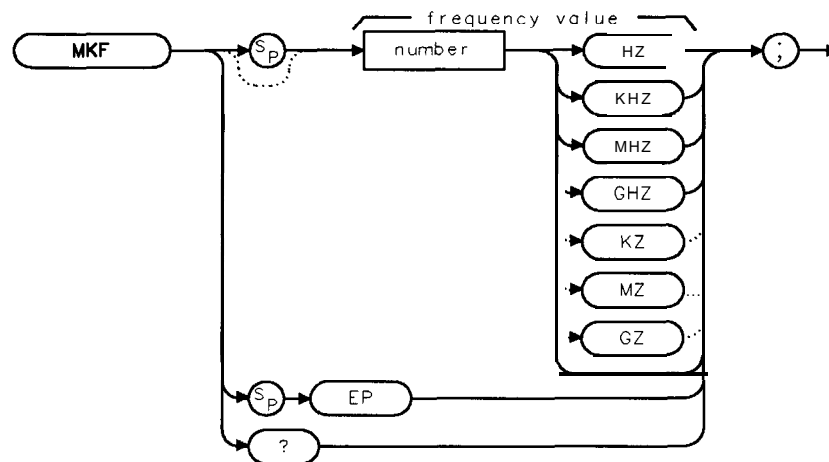 frequency value
MKF
SP
number
HZ
;
KHZ
MHZ
GHZ
KZ
MZ
GZ
SP
EP
?